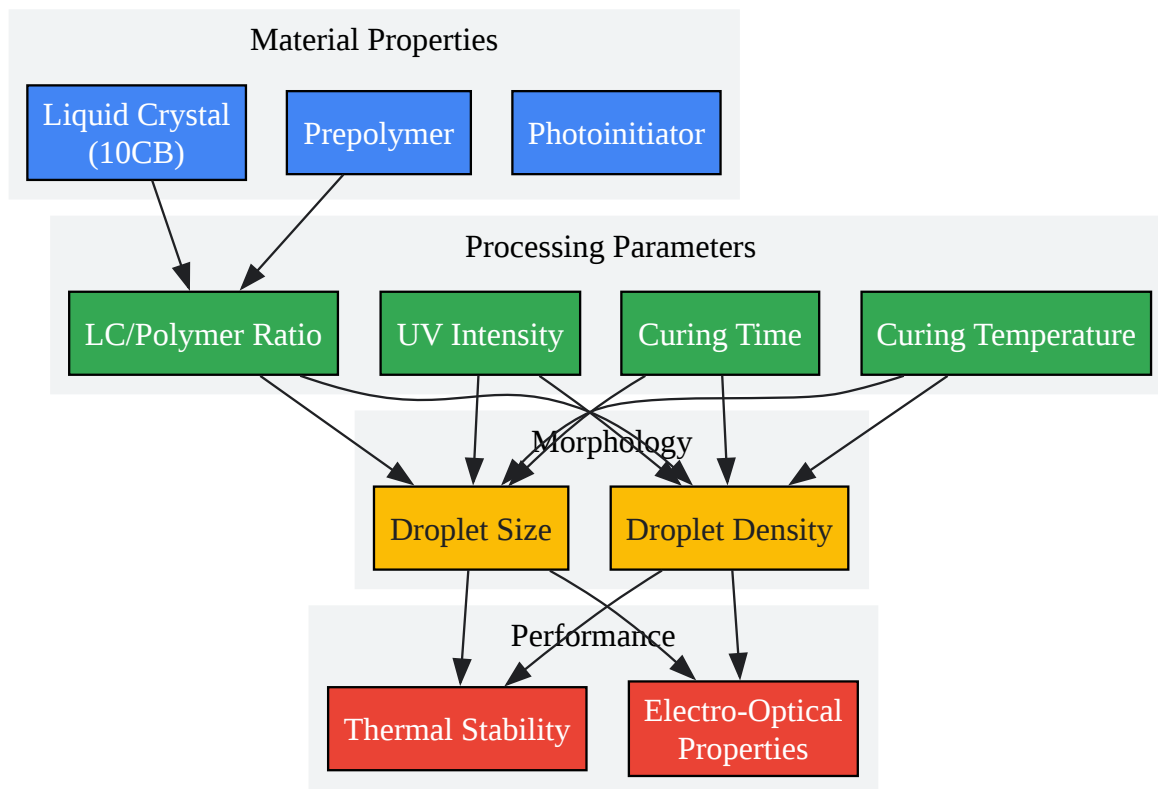 Material Properties
Liquid Crystal
(10CB)
Prepolymer
Photoinitiator
Processing Parameters
LC/Polymer Ratio
UV Intensity
Curing Time
Curing Temperature
Morphology
Droplet Size
Droplet Density
Performance
Thermal Stability
Electro-Optical
Properties